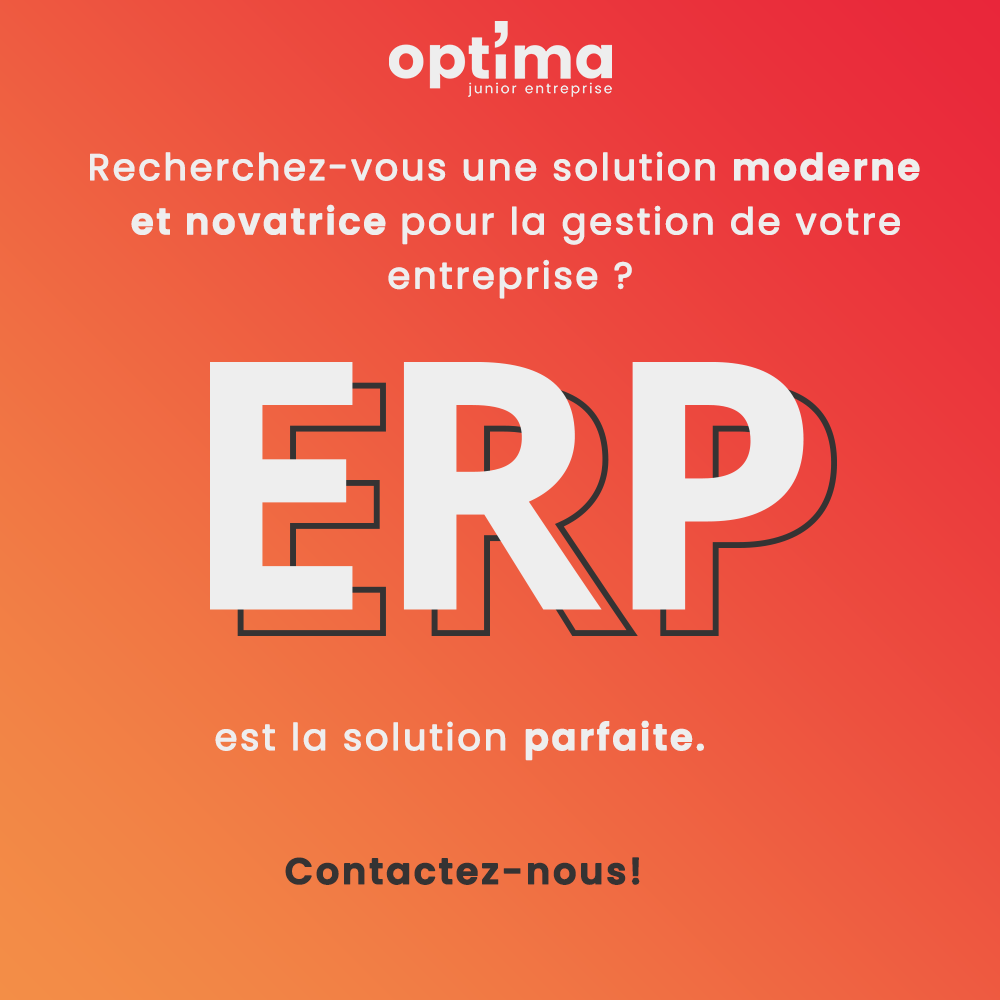 optima
junior entreprise
Recherchez-vous une solution moderne
et novatrice pour la gestion de votre
entreprise ?
ERP
est la solution parfaite.
Contactez-nous!